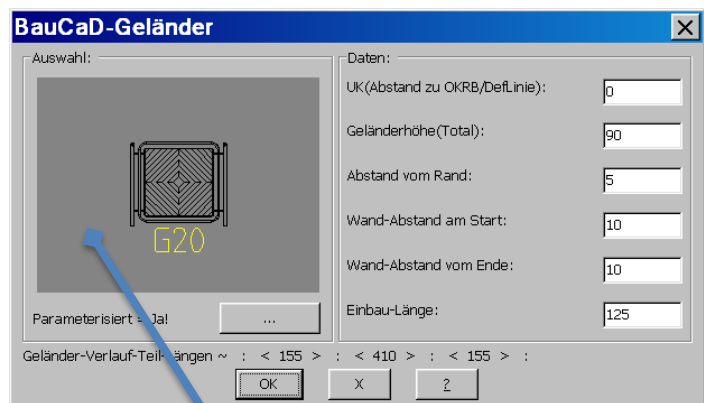 BauCaD-Geländer
Auswahl:
G20
Parameterisiert = Ja!
...
Daten:
UK(Abstand zu OKRB/DefLinie): 0
Geländerhöhe(Total): 90
Abstand vom Rand: 5
Wand-Abstand am Start: 10
Wand-Abstand vom Ende: 10
Einbau-Länge: 125
Geländer-Verlauf-Teil-Längen ~ : < 155 > : < 410 > : < 155 > :
OK X ?